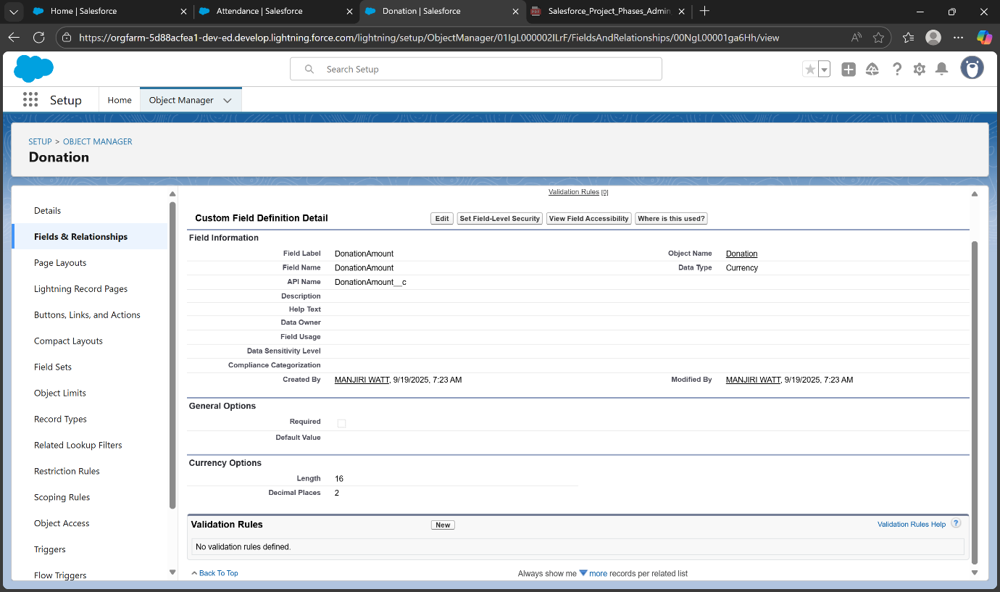 Home | Salesforce
Attendance | Salesforce
Donation | Salesforce
Salesforce_Project_Phases_Admin
https://orgfarm-5d88acfea1-dev-ed.develop.lightning.force.com/lightning/setup/ObjectManager/01IgL000002ILrF/FieldsAndRelationships/00NgL00001ga6Hh/view
Search Setup
Setup Home Object Manager
SETUP > OBJECT MANAGER
Donation
Details
Fields & Relationships
Page Layouts
Lightning Record Pages
Buttons, Links, and Actions
Compact Layouts
Field Sets
Object Limits
Record Types
Related Lookup Filters
Restriction Rules
Scoping Rules
Object Access
Triggers
Flow Triggers
Validation Rules [0]
Custom Field Definition Detail Edit Set Field-Level Security View Field Accessibility Where is this used?
Field Information
Field Label DonationAmount Object Name Donation
Field Name DonationAmount Data Type Currency
API Name DonationAmount__c
Description
Help Text
Data Owner
Field Usage
Data Sensitivity Level
Compliance Categorization
Created By MANJIRI WATT, 9/19/2025, 7:23 AM Modified By MANJIRI WATT, 9/19/2025, 7:23 AM
General Options
Required
Default Value
Currency Options
Length 16
Decimal Places 2
Validation Rules New Validation Rules Help ?
No validation rules defined.
Back To Top Always show me more records per related list